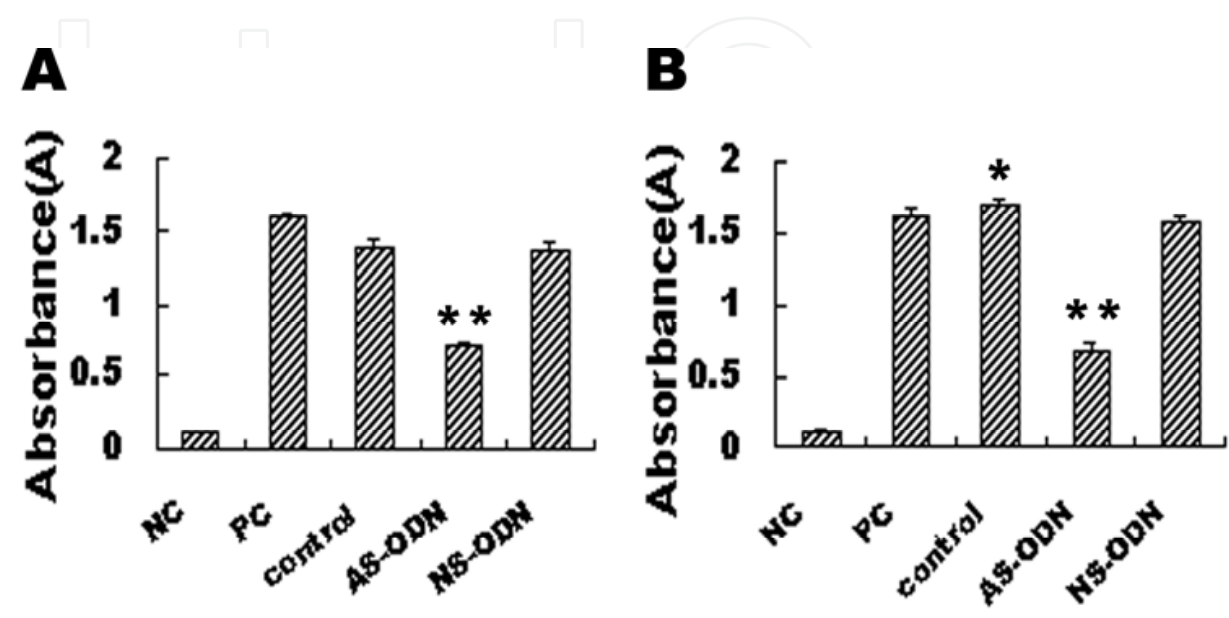 A
B
Absorbance(A)
2
1.5
1
0.5
0
**
NC
PC
control
AS-ODN
NS-ODN
Absorbance(A)
2
1.5
1
0.5
0
*
**
NC
PC
control
AS-ODN
NS-ODN